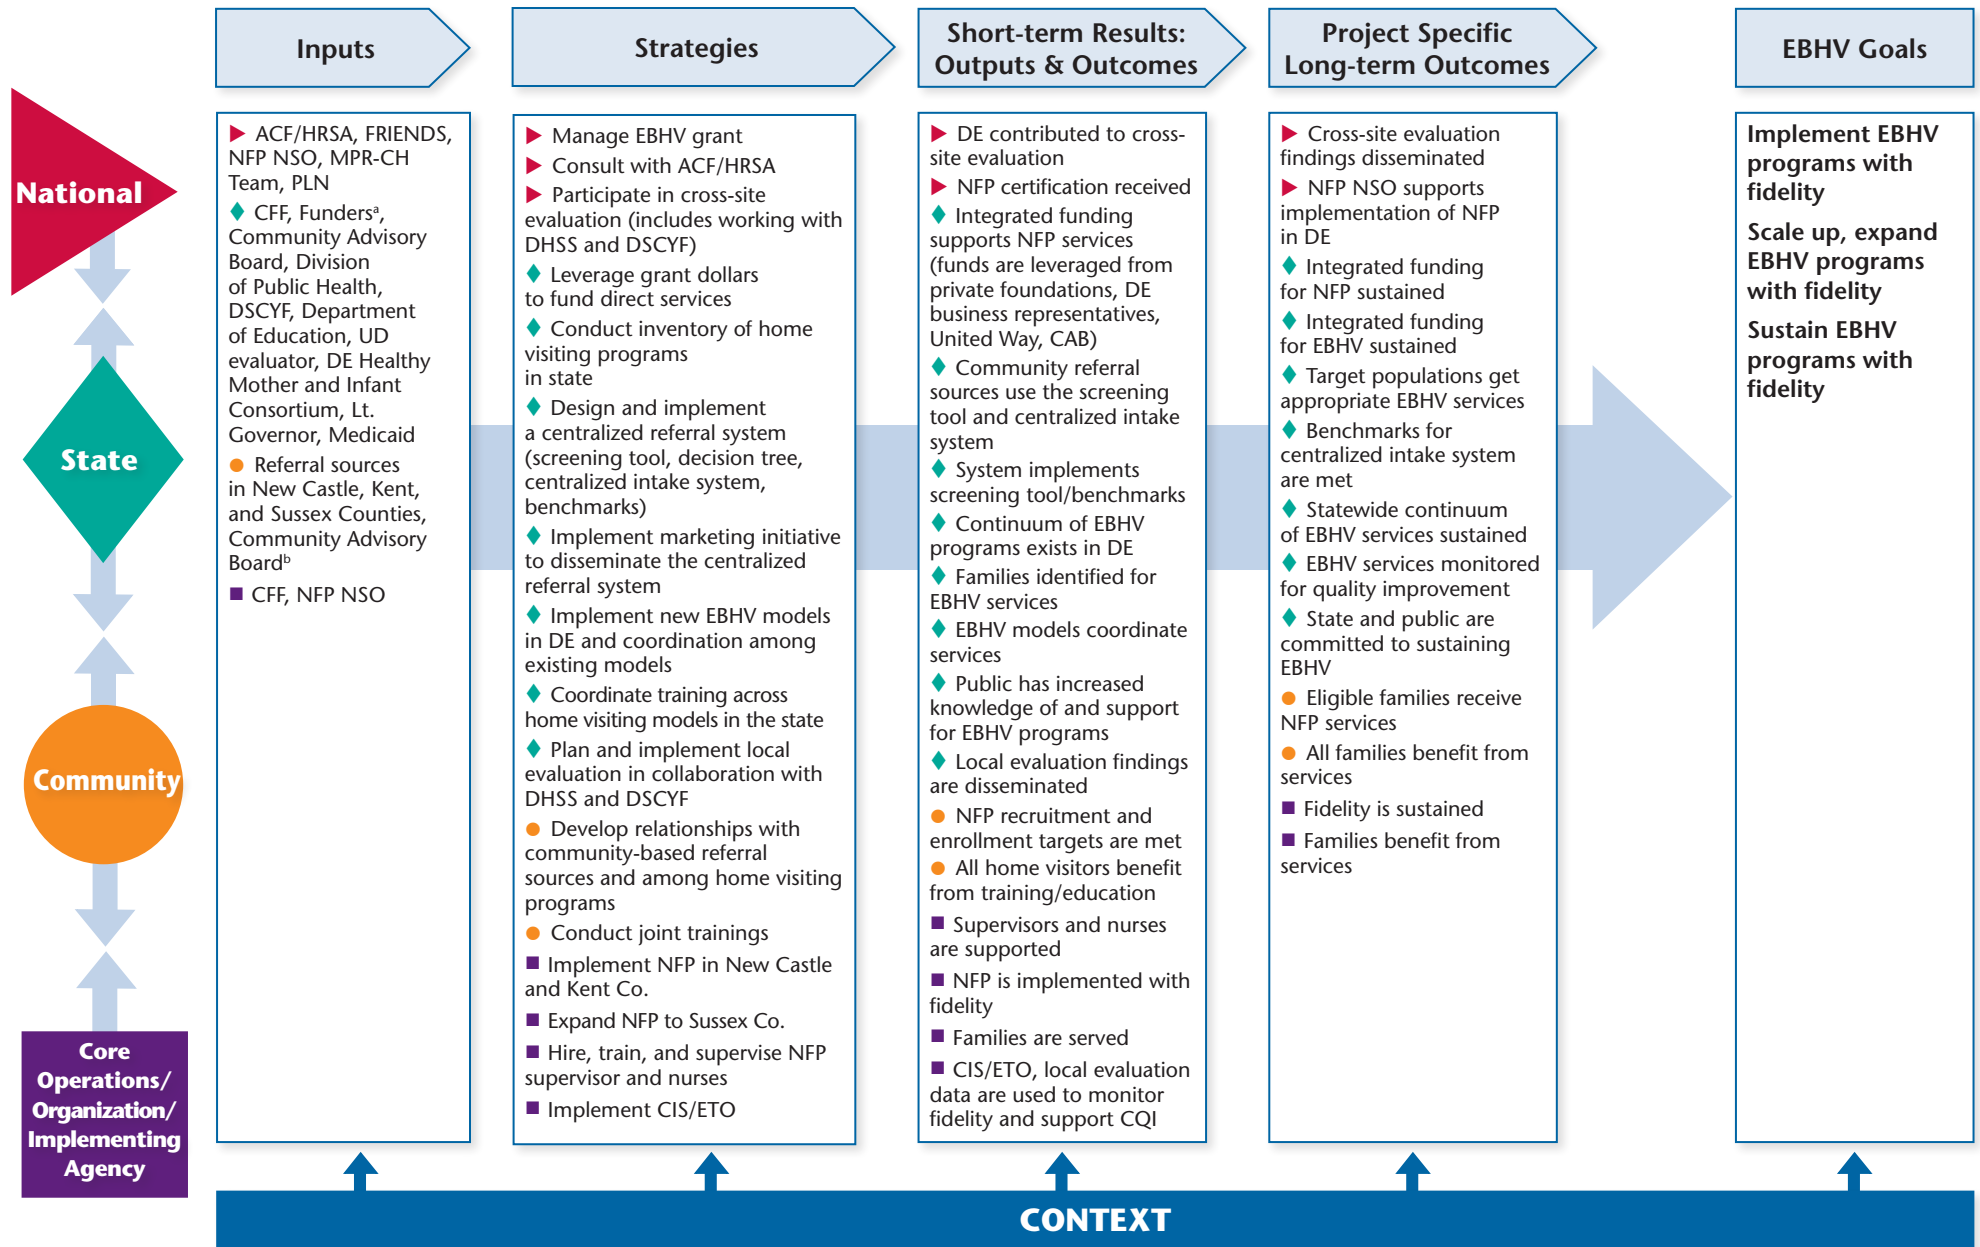 Inputs
Strategies
Short-term Results:
Outputs & Outcomes
Project Specific
Long-term Outcomes
EBHV Goals
National
State
Community
Core
Operations/
Organization/
Implementing
Agency
ACF/HRSA, FRIENDS,
NFP NSO, MPR-CH
Team, PLN
CFF, Fundersᵃ,
Community Advisory
Board, Division
of Public Health,
DSCYF, Department
of Education, UD
evaluator, DE Healthy
Mother and Infant
Consortium, Lt.
Governor, Medicaid
Referral sources
in New Castle, Kent,
and Sussex Counties,
Community Advisory
Boardᵇ
CFF, NFP NSO
Manage EBHV grant
Consult with ACF/HRSA
Participate in cross-site
evaluation (includes working with
DHSS and DSCYF)
Leverage grant dollars
to fund direct services
Conduct inventory of home
visiting programs
in state
Design and implement
a centralized referral system
(screening tool, decision tree,
centralized intake system,
benchmarks)
Implement marketing initiative
to disseminate the centralized
referral system
Implement new EBHV models
in DE and coordination among
existing models
Coordinate training across
home visiting models in the state
Plan and implement local
evaluation in collaboration with
DHSS and DSCYF
Develop relationships with
community-based referral
sources and among home visiting
programs
Conduct joint trainings
Implement NFP in New Castle
and Kent Co.
Expand NFP to Sussex Co.
Hire, train, and supervise NFP
supervisor and nurses
Implement CIS/ETO
DE contributed to cross-
site evaluation
NFP certification received
Integrated funding
supports NFP services
(funds are leveraged from
private foundations, DE
business representatives,
United Way, CAB)
Community referral
sources use the screening
tool and centralized intake
system
System implements
screening tool/benchmarks
Continuum of EBHV
programs exists in DE
Families identified for
EBHV services
EBHV models coordinate
services
Public has increased
knowledge of and support
for EBHV programs
Local evaluation findings
are disseminated
NFP recruitment and
enrollment targets are met
All home visitors benefit
from training/education
Supervisors and nurses
are supported
NFP is implemented with
fidelity
Families are served
CIS/ETO, local evaluation
data are used to monitor
fidelity and support CQI
Cross-site evaluation
findings disseminated
NFP NSO supports
implementation of NFP
in DE
Integrated funding
for NFP sustained
Integrated funding
for EBHV sustained
Target populations get
appropriate EBHV services
Benchmarks for
centralized intake system
are met
Statewide continuum
of EBHV services sustained
EBHV services monitored
for quality improvement
State and public are
committed to sustaining
EBHV
Eligible families receive
NFP services
All families benefit from
services
Fidelity is sustained
Families benefit from
services
Implement EBHV
programs with
fidelity
Scale up, expand
EBHV programs
with fidelity
Sustain EBHV
programs with
fidelity
CONTEXT